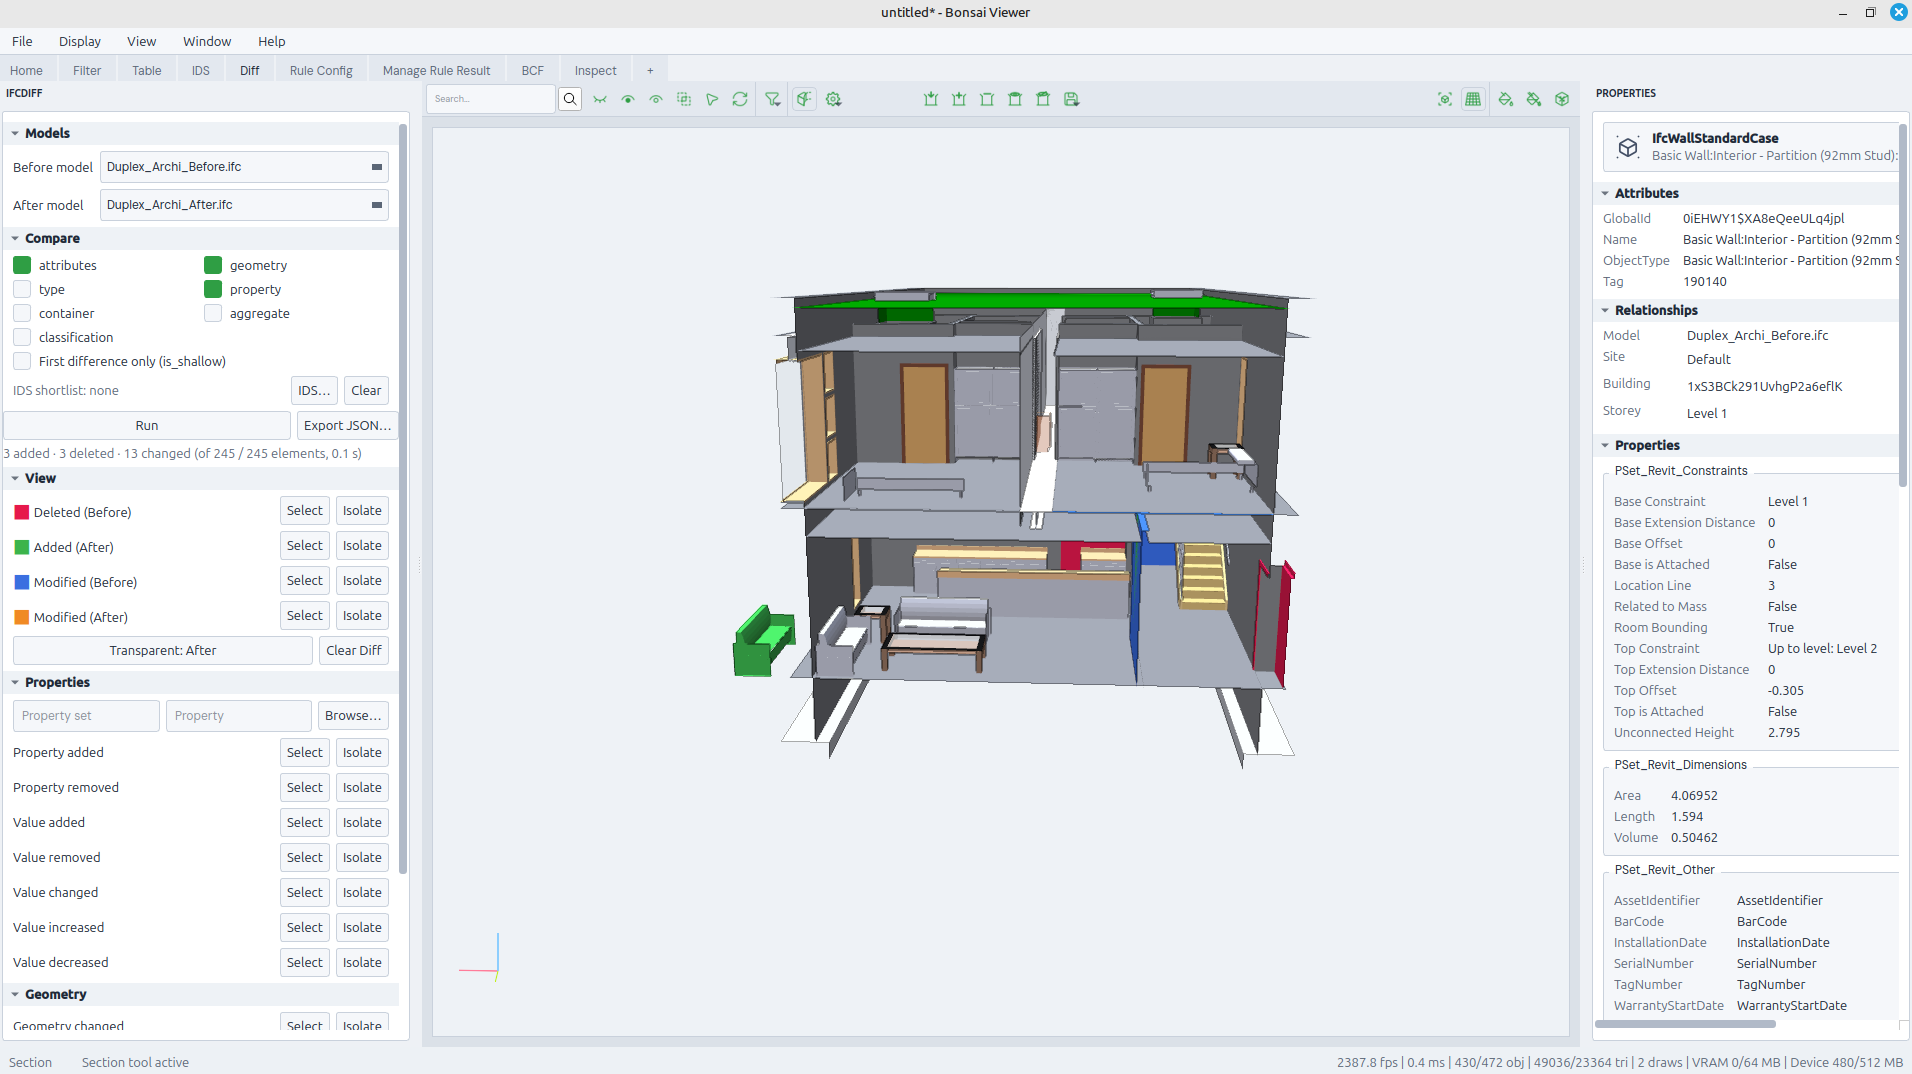 untitled* - Bonsai Viewer
File Display View Window Help
Home Filter Table IDS Diff Rule Config Manage Rule Result BCF Inspect +
IFCDIFF
Models
Before model Duplex_Archi_Before.ifc
After model Duplex_Archi_After.ifc
Compare
attributes geometry
type property
container aggregate
classification
First difference only (is_shallow)
IDS shortlist: none IDS... Clear
Run Export JSON...
3 added · 3 deleted · 13 changed (of 245 / 245 elements, 0.1 s)
View
Deleted (Before) Select Isolate
Added (After) Select Isolate
Modified (Before) Select Isolate
Modified (After) Select Isolate
Transparent: After Clear Diff
Properties
Property set Property Browse...
Property added Select Isolate
Property removed Select Isolate
Value added Select Isolate
Value removed Select Isolate
Value changed Select Isolate
Value increased Select Isolate
Value decreased Select Isolate
Geometry
Geometry changed Select Isolate
Search...
PROPERTIES
IfcWallStandardCase
Basic Wall:Interior - Partition (92mm Stud):
Attributes
GlobalId 0iEHWY1$XA8eQeeULq4jpl
Name Basic Wall:Interior - Partition (92mm S
ObjectType Basic Wall:Interior - Partition (92mm S
Tag 190140
Relationships
Model Duplex_Archi_Before.ifc
Site Default
Building 1xS3BCk291UvhgP2a6eflK
Storey Level 1
Properties
PSet_Revit_Constraints
Base Constraint Level 1
Base Extension Distance 0
Base Offset 0
Base is Attached False
Location Line 3
Related to Mass False
Room Bounding True
Top Constraint Up to level: Level 2
Top Extension Distance 0
Top Offset -0.305
Top is Attached False
Unconnected Height 2.795
PSet_Revit_Dimensions
Area 4.06952
Length 1.594
Volume 0.50462
PSet_Revit_Other
AssetIdentifier AssetIdentifier
BarCode BarCode
InstallationDate InstallationDate
SerialNumber SerialNumber
TagNumber TagNumber
WarrantyStartDate WarrantyStartDate
Section Section tool active
2387.8 fps | 0.4 ms | 430/472 obj | 49036/23364 tri | 2 draws | VRAM 0/64 MB | Device 480/512 MB